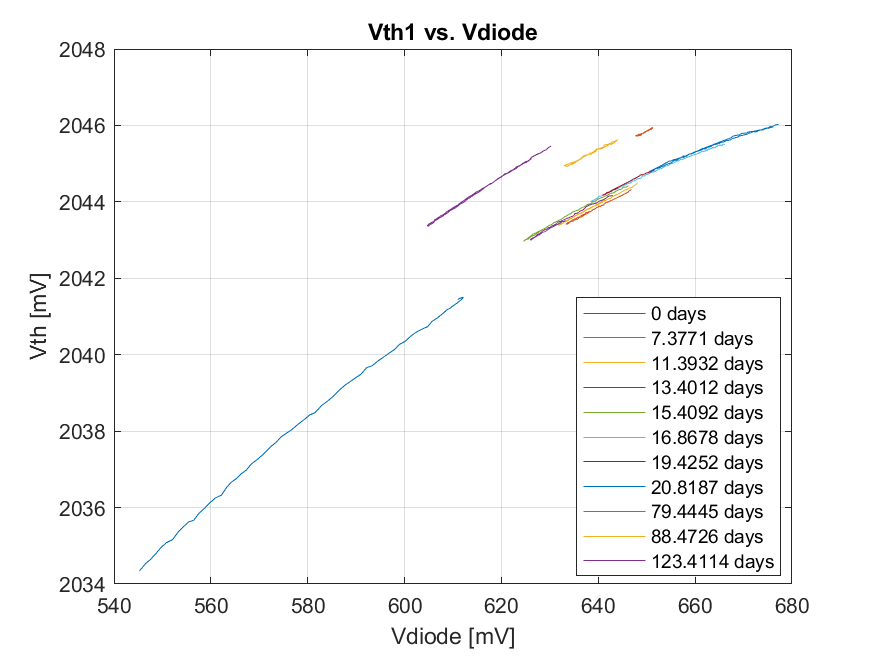 Vth1 vs. Vdiode
2048
2046
2044
2042
2040
2038
2036
2034
Vth [mV]
0 days
7.3771 days
11.3932 days
13.4012 days
15.4092 days
16.8678 days
19.4252 days
20.8187 days
79.4445 days
88.4726 days
123.4114 days
540 560 580 600 620 640 660 680
Vdiode [mV]